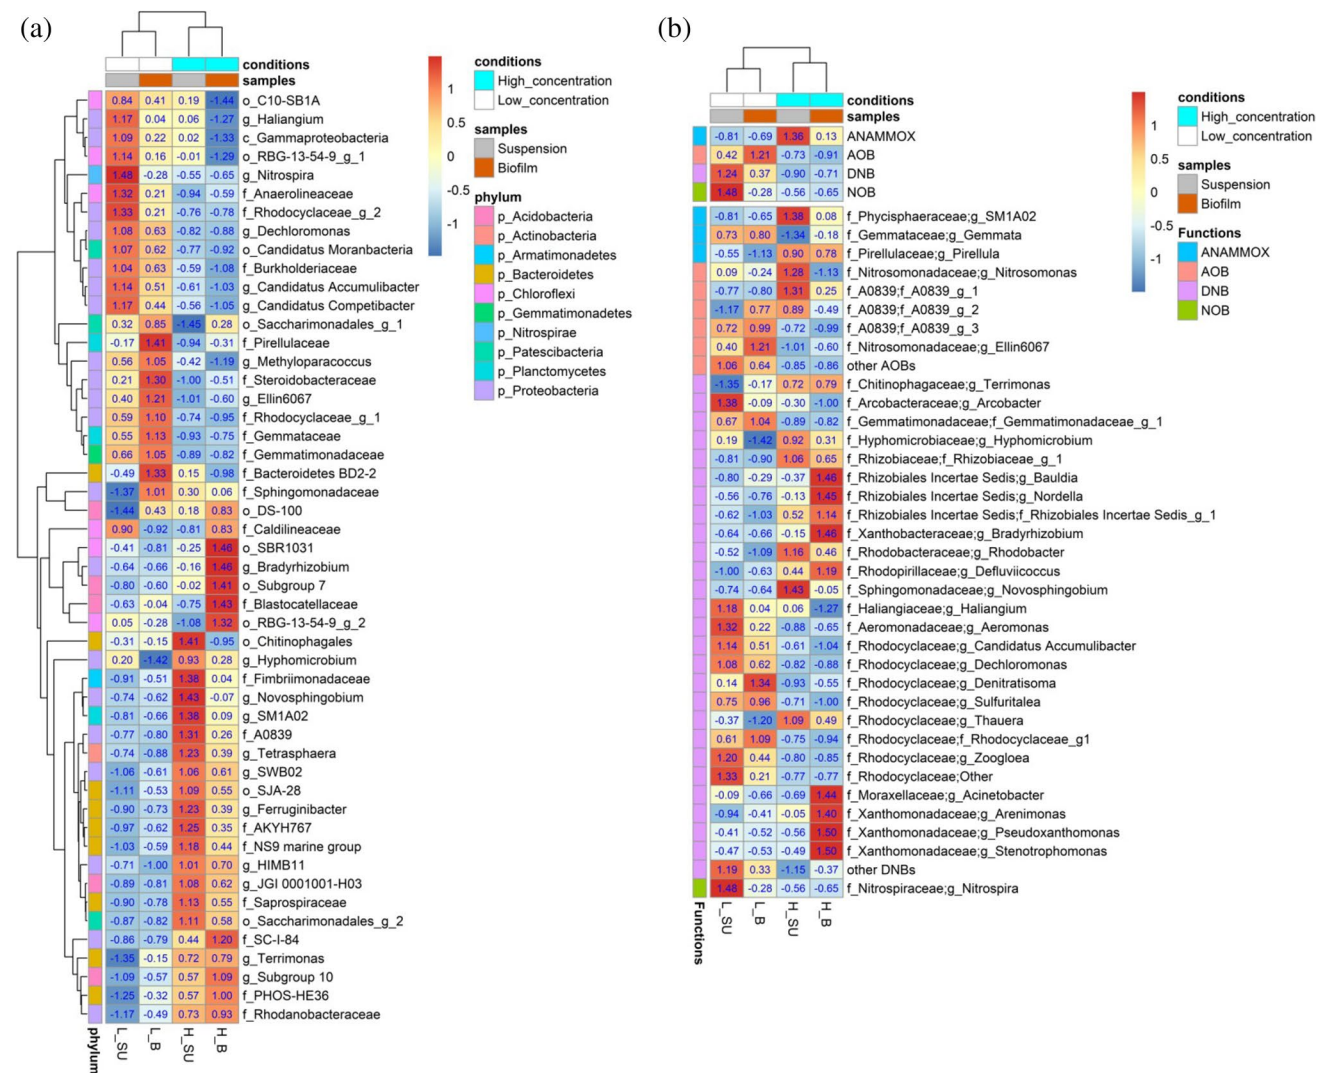 (a)
conditions
samples
0.84 0.41 0.19 -1.44 o_C10-SB1A
1.17 0.04 0.06 -1.27 g_Haliangium
1.09 0.22 0.02 -1.33 c_Gammaproteobacteria
1.14 0.16 -0.01 -1.29 o_RBG-13-54-9_g_1
1.48 -0.28 -0.55 -0.65 g_Nitrospira
1.32 0.21 -0.94 -0.59 f_Anaerolineaceae
1.33 0.21 -0.76 -0.78 f_Rhodocyclaceae_g_2
1.08 0.63 -0.82 -0.88 g_Dechloromonas
1.07 0.62 -0.77 -0.92 o_Candidatus Moranbacteria
1.04 0.63 -0.59 -1.08 f_Burkholderiaceae
1.14 0.51 -0.61 -1.03 g_Candidatus Accumulibacter
1.17 0.44 -0.56 -1.05 g_Candidatus Competibacter
0.32 0.85 -1.45 0.28 o_Saccharimonadales_g_1
-0.17 1.41 -0.94 -0.31 f_Pirellulaceae
0.56 1.05 -0.42 -1.19 g_Methyloparacoccus
0.21 1.30 -1.00 -0.51 f_Steroidobacteraceae
0.40 1.21 -1.01 -0.60 g_Ellin6067
0.59 1.10 -0.74 -0.95 f_Rhodocyclaceae_g_1
0.55 1.13 -0.93 -0.75 f_Gemmataceae
0.66 1.05 -0.89 -0.82 f_Gemmatimonadaceae
-0.49 1.33 0.15 -0.98 f_Bacteroidetes BD2-2
-1.37 1.01 0.30 0.06 f_Sphingomonadaceae
-1.44 0.43 0.18 0.83 o_DS-100
0.90 -0.92 -0.81 0.83 f_Caldilineaceae
-0.41 -0.81 -0.25 1.46 o_SBR1031
-0.64 -0.66 -0.16 1.46 g_Bradyrhizobium
-0.80 -0.60 -0.02 1.41 o_Subgroup 7
-0.63 -0.04 -0.75 1.43 f_Blastocatellaceae
0.05 -0.28 -1.08 1.32 o_RBG-13-54-9_g_2
-0.31 -0.15 1.41 -0.95 o_Chitinophagales
0.20 -1.42 0.93 0.28 g_Hyphomicrobium
-0.91 -0.51 1.38 0.04 f_Fimbriimonadaceae
-0.74 -0.62 1.43 -0.07 g_Novosphingobium
-0.81 -0.66 1.38 0.09 g_SM1A02
-0.77 -0.80 1.31 0.26 f_A0839
-0.74 -0.88 1.23 0.39 g_Tetrasphaera
-1.06 -0.61 1.06 0.61 g_SWB02
-1.11 -0.53 1.09 0.55 o_SJA-28
-0.90 -0.73 1.23 0.39 g_Ferruginibacter
-0.97 -0.62 1.25 0.35 f_AKYH767
-1.03 -0.59 1.18 0.44 f_NS9 marine group
-0.71 -1.00 1.01 0.70 g_HIMB11
-0.89 -0.81 1.08 0.62 g_JGI 0001001-H03
-0.90 -0.78 1.13 0.55 f_Saprospiraceae
-0.87 -0.82 1.11 0.58 o_Saccharimonadales_g_2
-0.86 -0.79 0.44 1.20 f_SC-I-84
-1.35 -0.15 0.72 0.79 g_Terrimonas
-1.09 -0.57 0.57 1.09 g_Subgroup 10
-1.25 -0.32 0.57 1.00 f_PHOS-HE36
-1.17 -0.49 0.73 0.93 f_Rhodanobacteraceae
phylum L_SU L_B H_SU H_B
1
0.5
0
-0.5
-1
conditions
High_concentration
Low_concentration
samples
Suspension
Biofilm
phylum
p_Acidobacteria
p_Actinobacteria
p_Armatimonadetes
p_Bacteroidetes
p_Chloroflexi
p_Gemmatimonadetes
p_Nitrospirae
p_Patescibacteria
p_Planctomycetes
p_Proteobacteria
(b)
conditions
samples
-0.81 -0.69 1.36 0.13 ANAMMOX
0.42 1.21 -0.73 -0.91 AOB
1.24 0.37 -0.90 -0.71 DNB
1.48 -0.28 -0.56 -0.65 NOB
-0.81 -0.65 1.38 0.08 f_Phycisphaeraceae;g_SM1A02
0.73 0.80 -1.34 -0.18 f_Gemmataceae;g_Gemmata
-0.55 -1.13 0.90 0.78 f_Pirellulaceae;g_Pirellula
0.09 -0.24 1.28 -1.13 f_Nitrosomonadaceae;g_Nitrosomonas
-0.77 -0.80 1.31 0.25 f_A0839;f_A0839_g_1
-1.17 0.77 0.89 -0.49 f_A0839;f_A0839_g_2
0.72 0.99 -0.72 -0.99 f_A0839;f_A0839_g_3
0.40 1.21 -1.01 -0.60 f_Nitrosomonadaceae;g_Ellin6067
1.06 0.64 -0.85 -0.86 other AOBs
-1.35 -0.17 0.72 0.79 f_Chitinophagaceae;g_Terrimonas
1.38 -0.09 -0.30 -1.00 f_Arcobacteraceae;g_Arcobacter
0.67 1.04 -0.89 -0.82 f_Gemmatimonadaceae;f_Gemmatimonadaceae_g_1
0.19 -1.42 0.92 0.31 f_Hyphomicrobiaceae;g_Hyphomicrobium
-0.81 -0.90 1.06 0.65 f_Rhizobiaceae;f_Rhizobiaceae_g_1
-0.80 -0.29 -0.37 1.46 f_Rhizobiales Incertae Sedis;g_Bauldia
-0.56 -0.76 -0.13 1.45 f_Rhizobiales Incertae Sedis;g_Nordella
-0.62 -1.03 0.52 1.14 f_Rhizobiales Incertae Sedis;f_Rhizobiales Incertae Sedis_g_1
-0.64 -0.66 -0.15 1.46 f_Xanthobacteraceae;g_Bradyrhizobium
-0.52 -1.09 1.16 0.46 f_Rhodobacteraceae;g_Rhodobacter
-1.00 -0.63 0.44 1.19 f_Rhodopirillaceae;g_Defluviicoccus
-0.74 -0.64 1.43 -0.05 f_Sphingomonadaceae;g_Novosphingobium
1.18 0.04 0.06 -1.27 f_Haliangiaceae;g_Haliangium
1.32 0.22 -0.88 -0.65 f_Aeromonadaceae;g_Aeromonas
1.14 0.51 -0.61 -1.04 f_Rhodocyclaceae;g_Candidatus Accumulibacter
1.08 0.62 -0.82 -0.88 f_Rhodocyclaceae;g_Dechloromonas
0.14 1.34 -0.93 -0.55 f_Rhodocyclaceae;g_Denitratisoma
0.75 0.96 -0.71 -1.00 f_Rhodocyclaceae;g_Sulfuritalea
-0.37 -1.20 1.09 0.49 f_Rhodocyclaceae;g_Thauera
0.61 1.09 -0.75 -0.94 f_Rhodocyclaceae;f_Rhodocyclaceae_g1
1.20 0.44 -0.80 -0.85 f_Rhodocyclaceae;g_Zoogloea
1.33 0.21 -0.77 -0.77 f_Rhodocyclaceae;Other
-0.09 -0.66 -0.69 1.44 f_Moraxellaceae;g_Acinetobacter
-0.94 -0.41 -0.05 1.40 f_Xanthomonadaceae;g_Arenimonas
-0.41 -0.52 -0.56 1.50 f_Xanthomonadaceae;g_Pseudoxanthomonas
-0.47 -0.53 -0.49 1.50 f_Xanthomonadaceae;g_Stenotrophomonas
1.19 0.33 -1.15 -0.37 other DNBs
1.48 -0.28 -0.56 -0.65 f_Nitrospiraceae;g_Nitrospira
Functions L_SU L_B H_SU H_B
1
0.5
0
-0.5
-1
conditions
High_concentration
Low_concentration
samples
Suspension
Biofilm
Functions
ANAMMOX
AOB
DNB
NOB